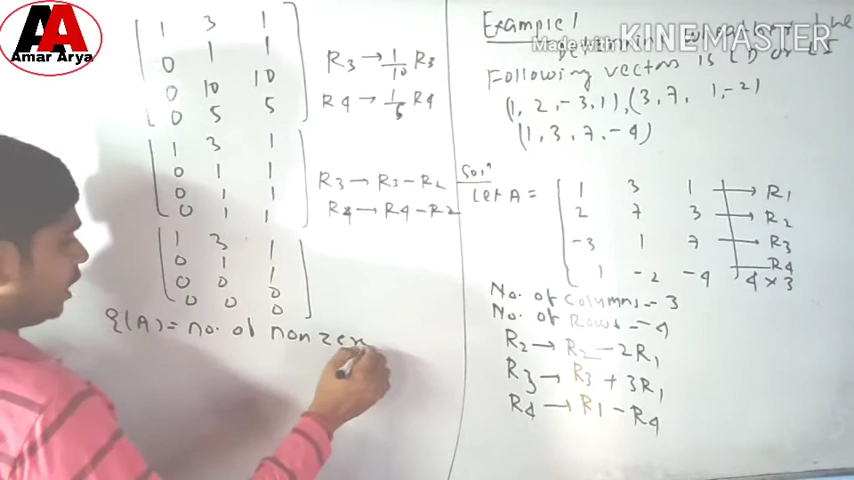 AA
Amar Arya
Made with KINEMASTER
1 3 1
0 1 1
0 10 10
0 5 5
R3 → 1/10 R3
R4 → 1/5 R4
1 3 1
0 1 1
0 1 1
0 1 1
R3 → R3 - R2
R4 → R4 - R2
1 3 1
0 1 1
0 0 0
0 0 0
ρ(A) = no. of non zer
Example 1
the
Following vectors is LD or LI
(1, 2, -3, 1), (3, 7, 1, -2)
(1, 3, 7, -4)
Solⁿ
Let A =
1 3 1 → R1
2 7 3 → R2
-3 1 7 → R3
1 -2 -4 R4
4 × 3
No. of Columns = 3
No. of Rows = 4
R2 → R2 - 2R1
R3 → R3 + 3R1
R4 → R1 - R4